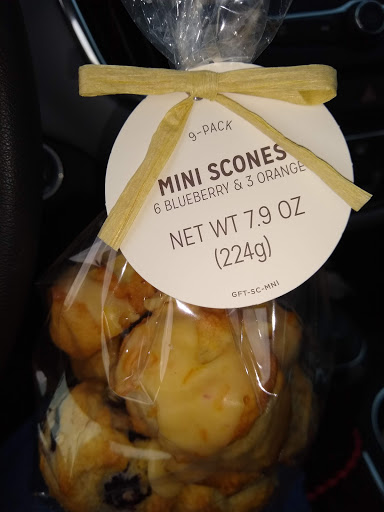 9-PACK
MINI SCONES
6 BLUEBERRY & 3 ORANGE
NET WT 7.9 OZ
(224g)
GFT-SC-MNI